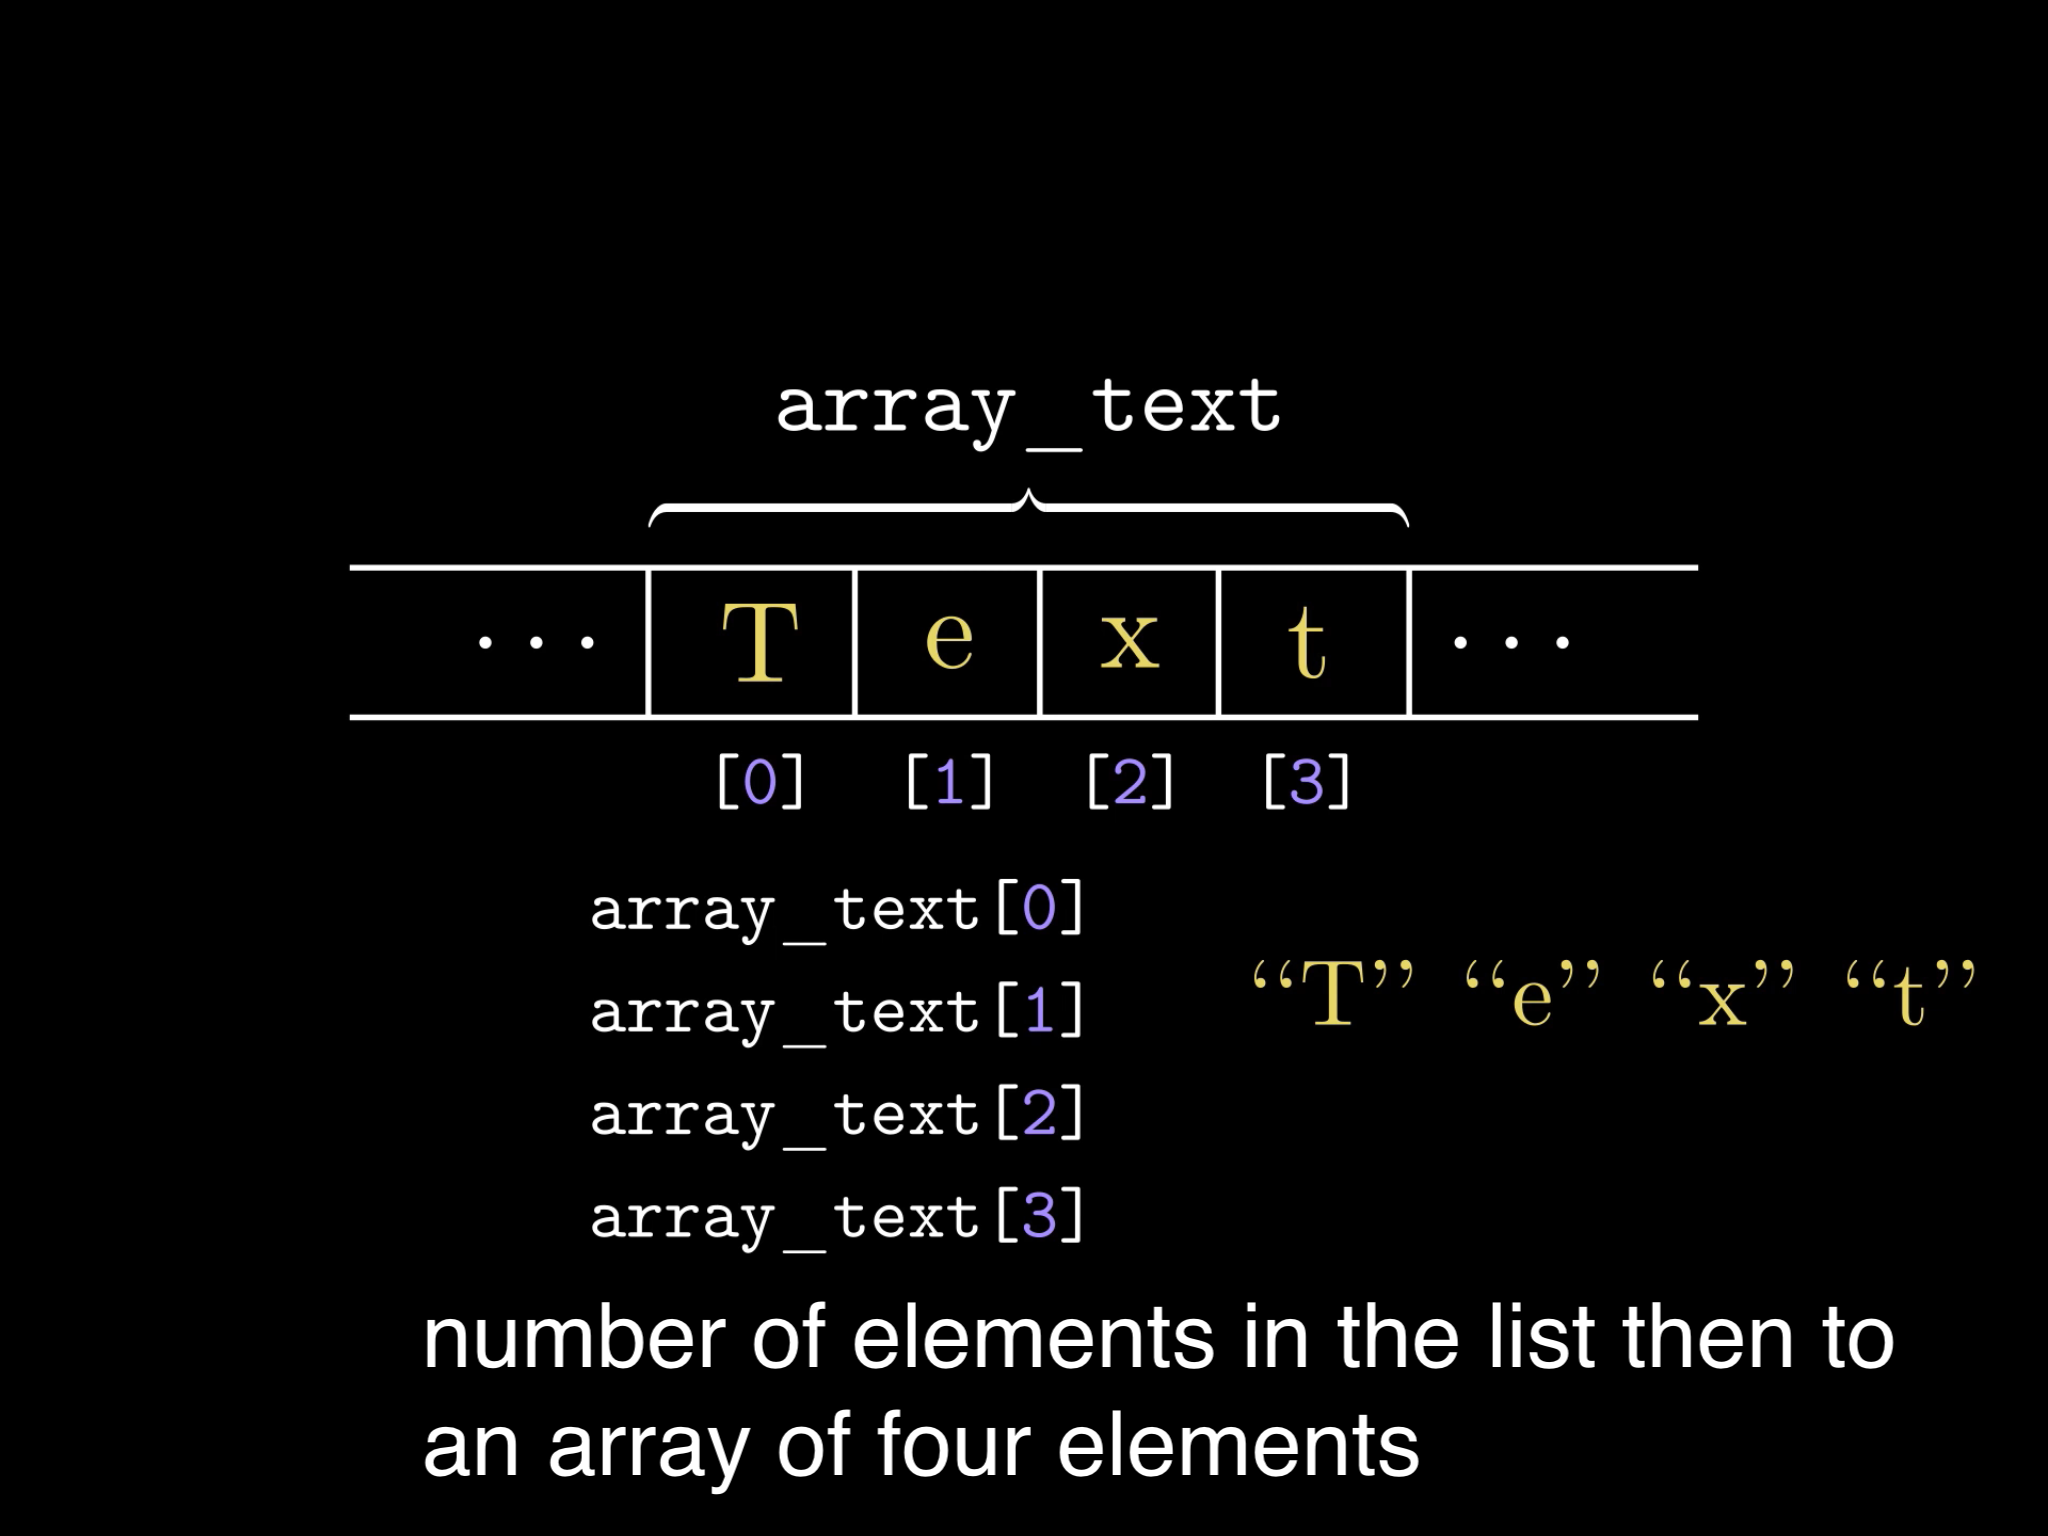 array_text
... T e x t ...
[0] [1] [2] [3]
array_text[0]
array_text[1]
“T” “e” “x” “t”
array_text[2]
array_text[3]
number of elements in the list then to
an array of four elements